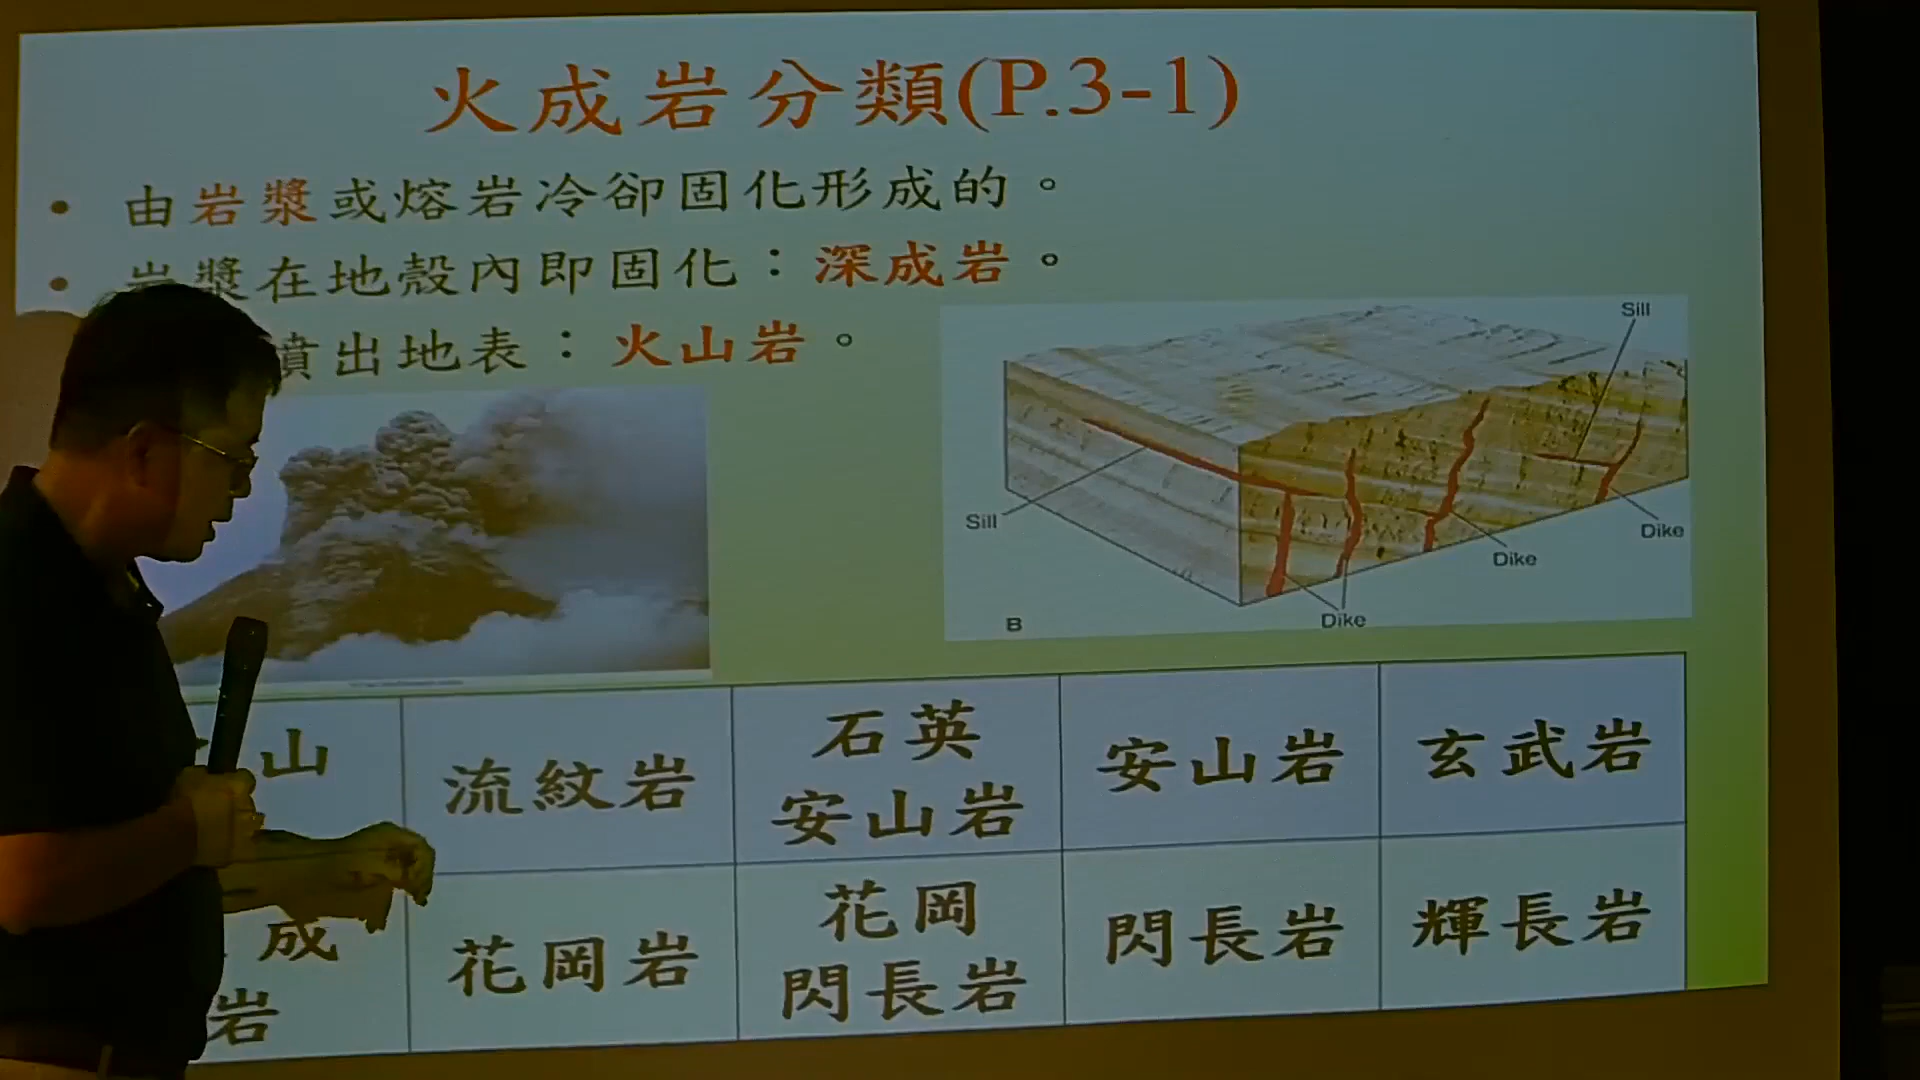 火成岩分類(P.3-1)
• 由岩漿或熔岩冷卻固化形成的。
• 岩漿在地殼內即固化：深成岩。
噴出地表：火山岩。
Sill
Sill
Dike
Dike
Dike
B
山
流紋岩
石英
安山岩
安山岩
玄武岩
成
岩
花岡岩
花岡
閃長岩
閃長岩
輝長岩